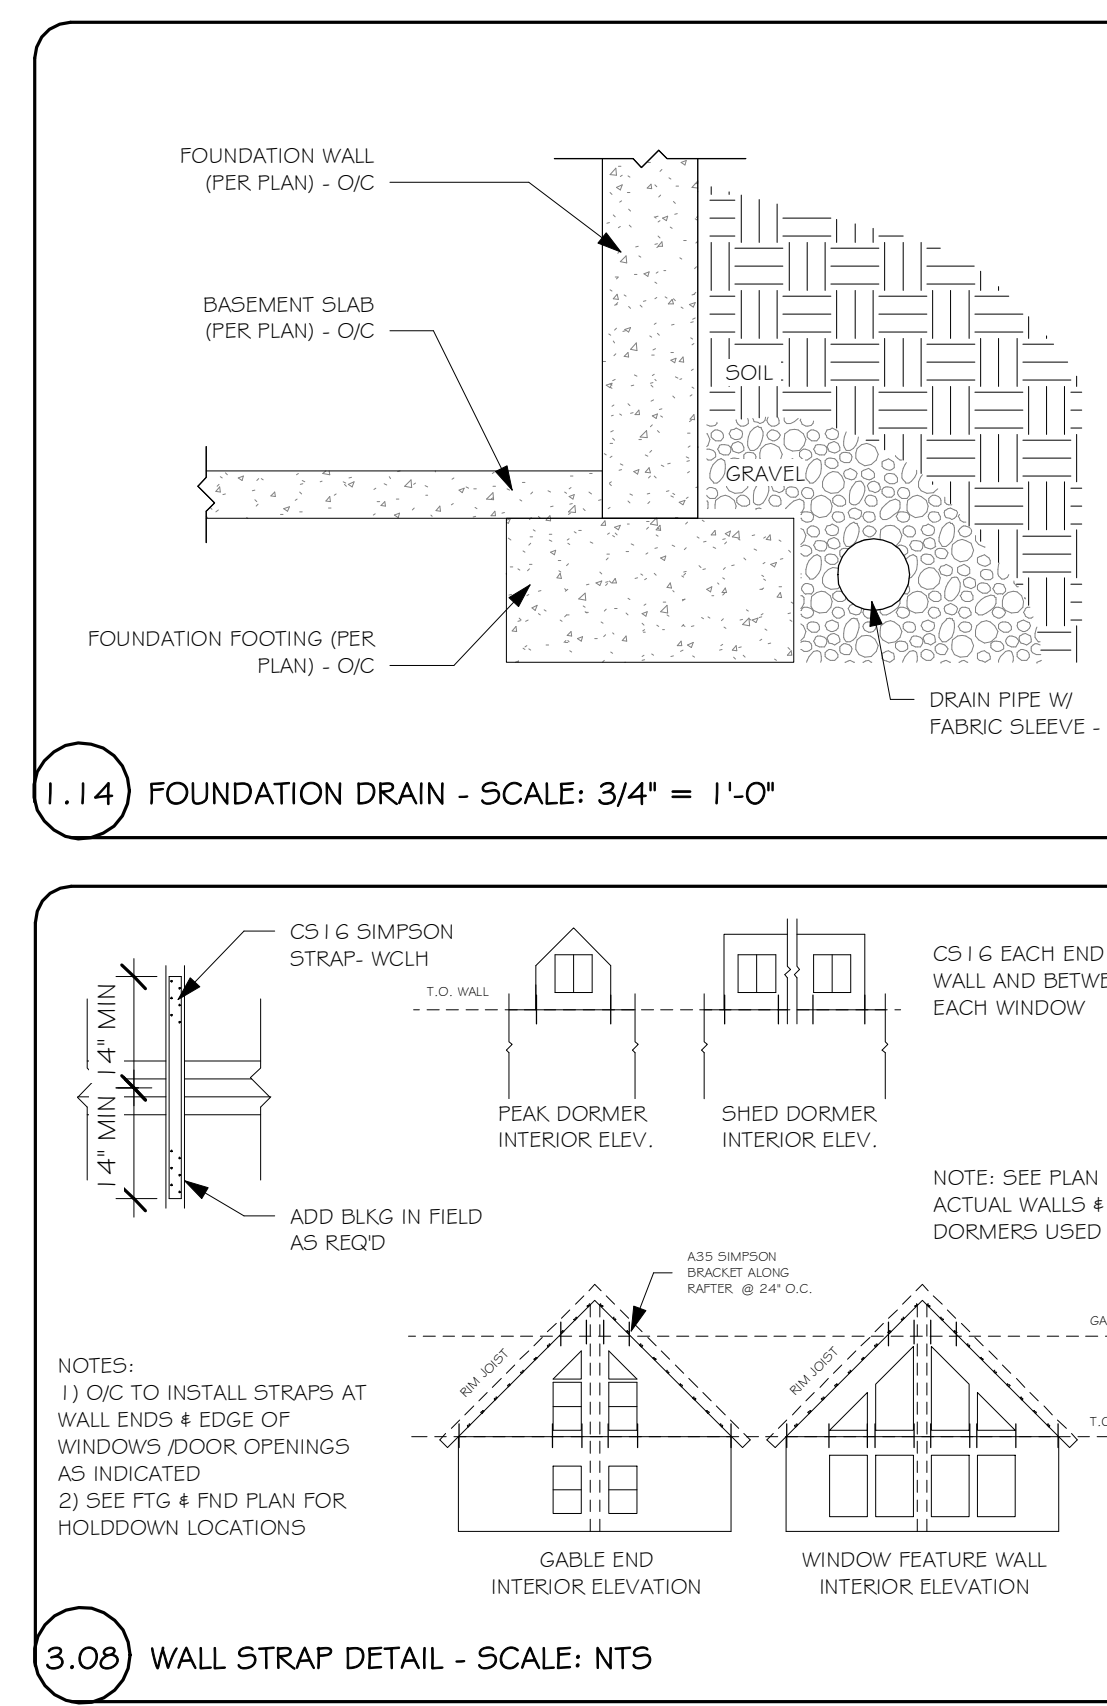 FOUNDATION WALL
(PER PLAN) - O/C
BASEMENT SLAB
(PER PLAN) - O/C
SOIL
GRAVEL
FOUNDATION FOOTING (PER
PLAN) - O/C
DRAIN PIPE W/
FABRIC SLEEVE -
1.14 FOUNDATION DRAIN - SCALE: 3/4" = 1'-0"
CS16 SIMPSON
STRAP- WCLH
14" MIN
14" MIN
ADD BLKG IN FIELD
AS REQ'D
T.O. WALL
PEAK DORMER
INTERIOR ELEV.
SHED DORMER
INTERIOR ELEV.
CS16 EACH END
WALL AND BETWE
EACH WINDOW
NOTE: SEE PLAN
ACTUAL WALLS &
DORMERS USED
A35 SIMPSON
BRACKET ALONG
RAFTER @ 24" O.C.
RIM JOIST
RIM JOIST
GA
T.O
NOTES:
1) O/C TO INSTALL STRAPS AT
WALL ENDS & EDGE OF
WINDOWS /DOOR OPENINGS
AS INDICATED
2) SEE FTG & FND PLAN FOR
HOLDDOWN LOCATIONS
GABLE END
INTERIOR ELEVATION
WINDOW FEATURE WALL
INTERIOR ELEVATION
3.08 WALL STRAP DETAIL - SCALE: NTS